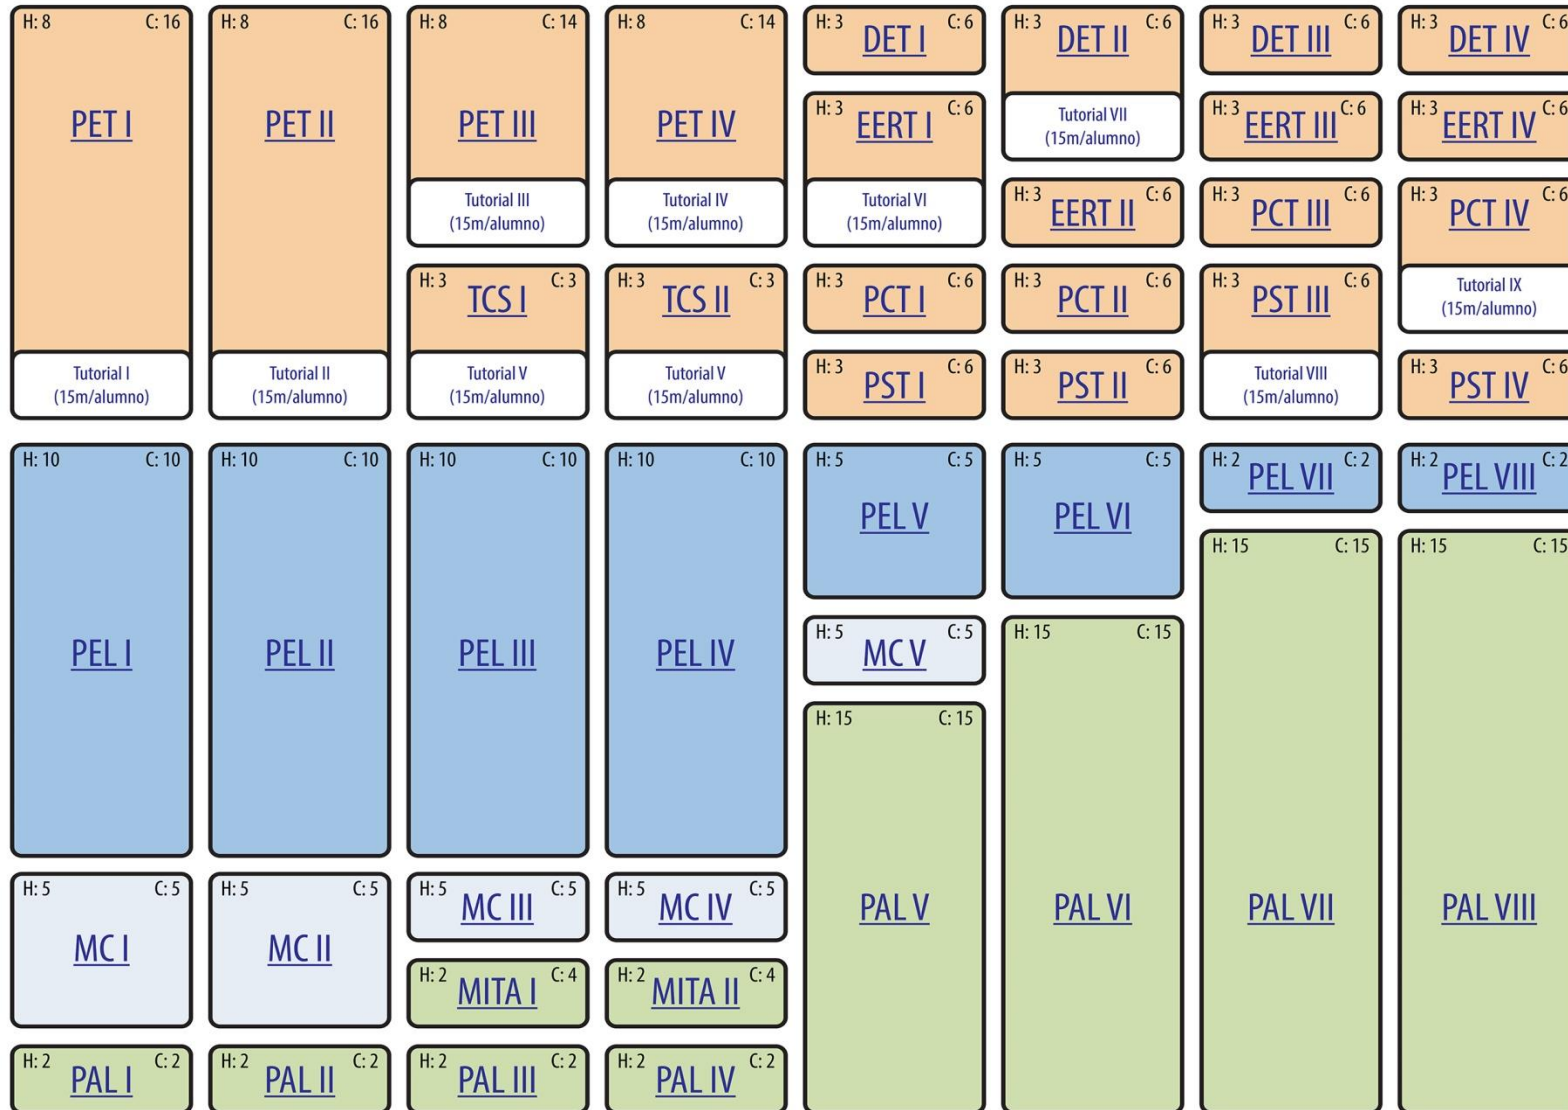 H: 8 C: 16
PET I
Tutorial I
(15m/alumno)
H: 10 C: 10
PEL I
H: 5 C: 5
MC I
H: 2 C: 2
PAL I
H: 8 C: 16
PET II
Tutorial II
(15m/alumno)
H: 10 C: 10
PEL II
H: 5 C: 5
MC II
H: 2 C: 2
PAL II
H: 8 C: 14
PET III
Tutorial III
(15m/alumno)
H: 3 C: 3
TCS I
Tutorial V
(15m/alumno)
H: 10 C: 10
PEL III
H: 5 C: 5
MC III
H: 2 C: 4
MITA I
H: 2 C: 2
PAL III
H: 8 C: 14
PET IV
Tutorial IV
(15m/alumno)
H: 3 C: 3
TCS II
Tutorial V
(15m/alumno)
H: 10 C: 10
PEL IV
H: 5 C: 5
MC IV
H: 2 C: 4
MITA II
H: 2 C: 2
PAL IV
H: 3 C: 6
DET I
H: 3 C: 6
EERT I
Tutorial VI
(15m/alumno)
H: 3 C: 6
PCT I
H: 3 C: 6
PST I
H: 5 C: 5
PEL V
H: 5 C: 5
MC V
H: 15 C: 15
PAL V
H: 3 C: 6
DET II
Tutorial VII
(15m/alumno)
H: 3 C: 6
EERT II
H: 3 C: 6
PCT II
H: 3 C: 6
PST II
H: 5 C: 5
PEL VI
H: 15 C: 15
PAL VI
H: 3 C: 6
DET III
H: 3 C: 6
EERT III
H: 3 C: 6
PCT III
H: 3 C: 6
PST III
Tutorial VIII
(15m/alumno)
H: 2 C: 2
PEL VII
H: 15 C: 15
PAL VII
H: 3 C: 6
DET IV
H: 3 C: 6
EERT IV
H: 3 C: 6
PCT IV
Tutorial IX
(15m/alumno)
H: 3 C: 6
PST IV
H: 2 C: 2
PEL VIII
H: 15 C: 15
PAL VIII